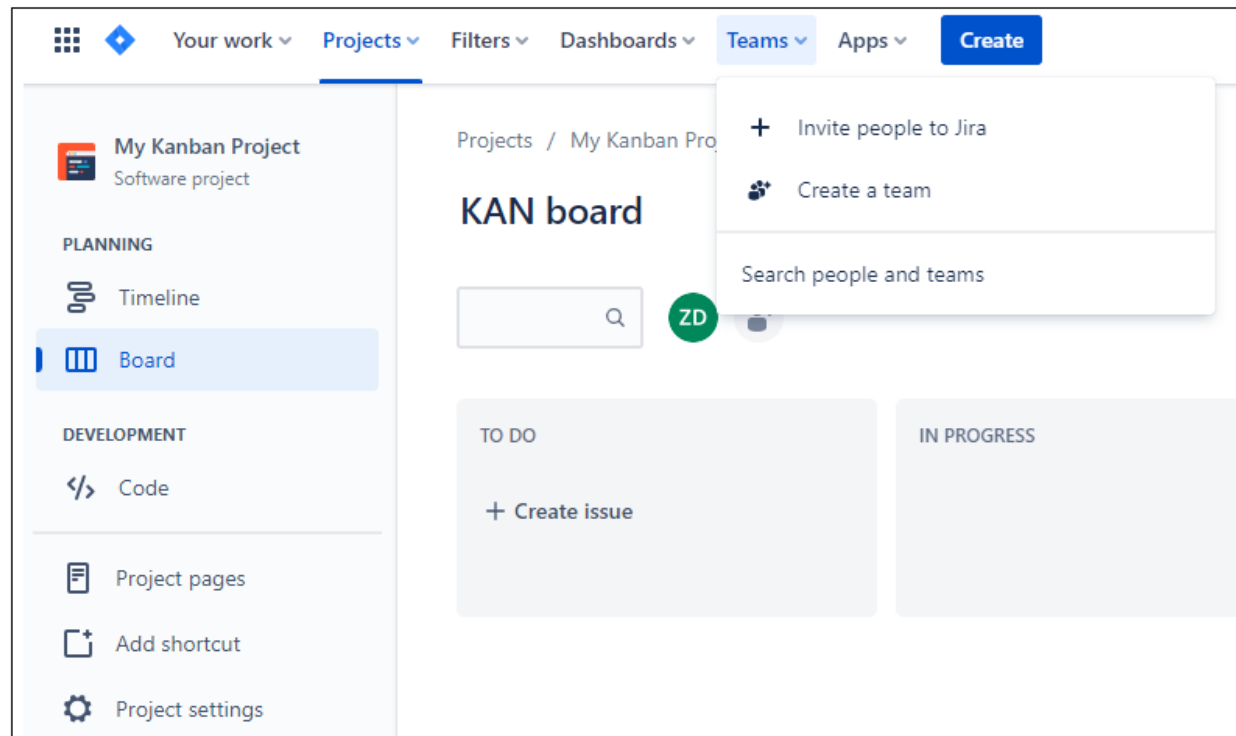 Your work Projects Filters Dashboards Teams Apps Create
My Kanban Project
Software project
PLANNING
Timeline
Board
DEVELOPMENT
Code
Project pages
Add shortcut
Project settings
Projects / My Kanban Pro
KAN board
ZD
Invite people to Jira
Create a team
Search people and teams
TO DO
+ Create issue
IN PROGRESS